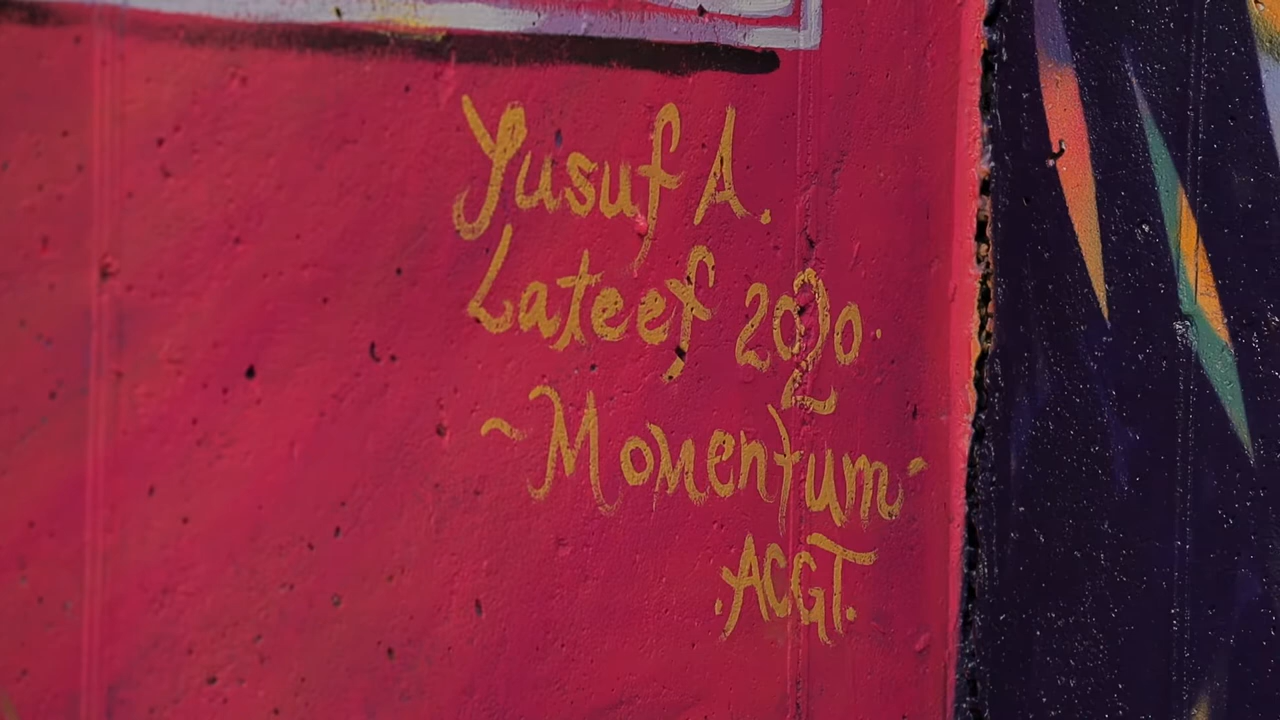 Yusuf A.
Lateef 2020.
~Momentum~
.ACGT.